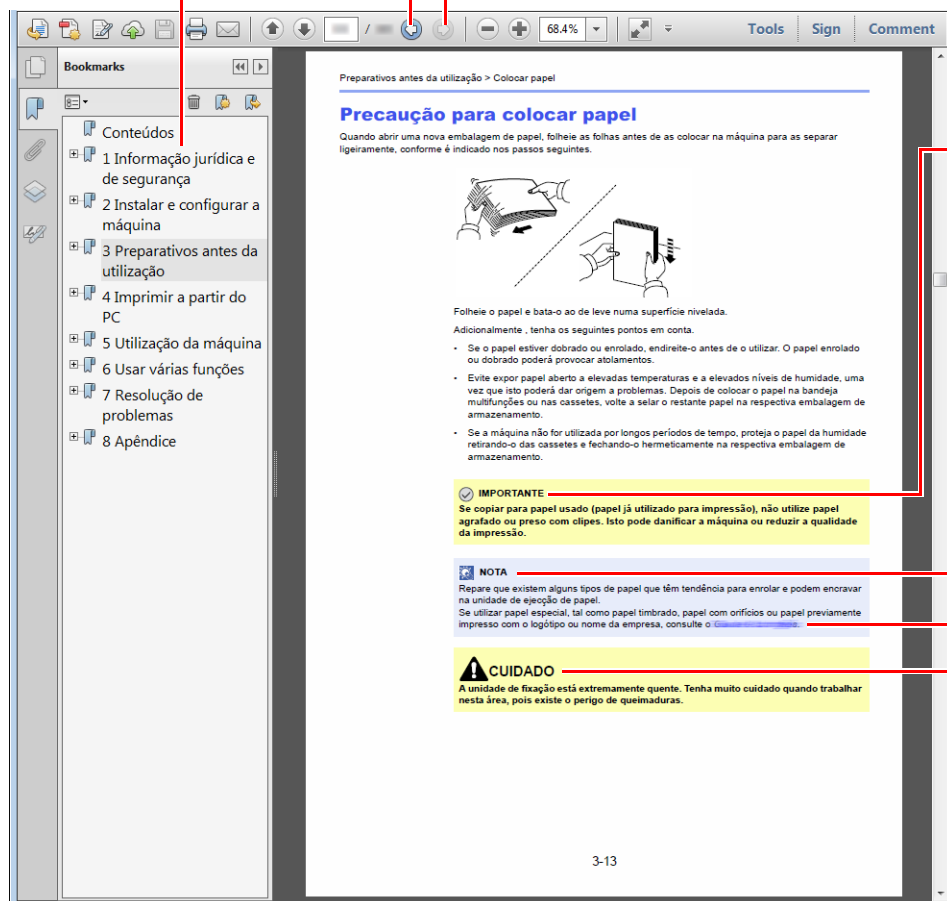 /
68.4%
Tools
Sign
Comment
Bookmarks
Conteúdos
1 Informação jurídica e
de segurança
2 Instalar e configurar a
máquina
3 Preparativos antes da
utilização
4 Imprimir a partir do
PC
5 Utilização da máquina
6 Usar várias funções
7 Resolução de
problemas
8 Apêndice
Preparativos antes da utilização > Colocar papel
Precaução para colocar papel
Quando abrir uma nova embalagem de papel, folheie as folhas antes de as colocar na máquina para as separar
ligeiramente, conforme é indicado nos passos seguintes.
Folheie o papel e bata-o ao de leve numa superfície nivelada.
Adicionalmente , tenha os seguintes pontos em conta.
• Se o papel estiver dobrado ou enrolado, endireite-o antes de o utilizar. O papel enrolado
ou dobrado poderá provocar atolamentos.
• Evite expor papel aberto a elevadas temperaturas e a elevados níveis de humidade, uma
vez que isto poderá dar origem a problemas. Depois de colocar o papel na bandeja
multifunções ou nas cassetes, volte a selar o restante papel na respectiva embalagem de
armazenamento.
• Se a máquina não for utilizada por longos períodos de tempo, proteja o papel da humidade
retirando-o das cassetes e fechando-o hermeticamente na respectiva embalagem de
armazenamento.
IMPORTANTE
Se copiar para papel usado (papel já utilizado para impressão), não utilize papel
agrafado ou preso com clipes. Isto pode danificar a máquina ou reduzir a qualidade
da impressão.
NOTA
Repare que existem alguns tipos de papel que têm tendência para enrolar e podem encravar
na unidade de ejecção de papel.
Se utilizar papel especial, tal como papel timbrado, papel com orifícios ou papel previamente
impresso com o logótipo ou nome da empresa, consulte o
CUIDADO
A unidade de fixação está extremamente quente. Tenha muito cuidado quando trabalhar
nesta área, pois existe o perigo de queimaduras.
3-13